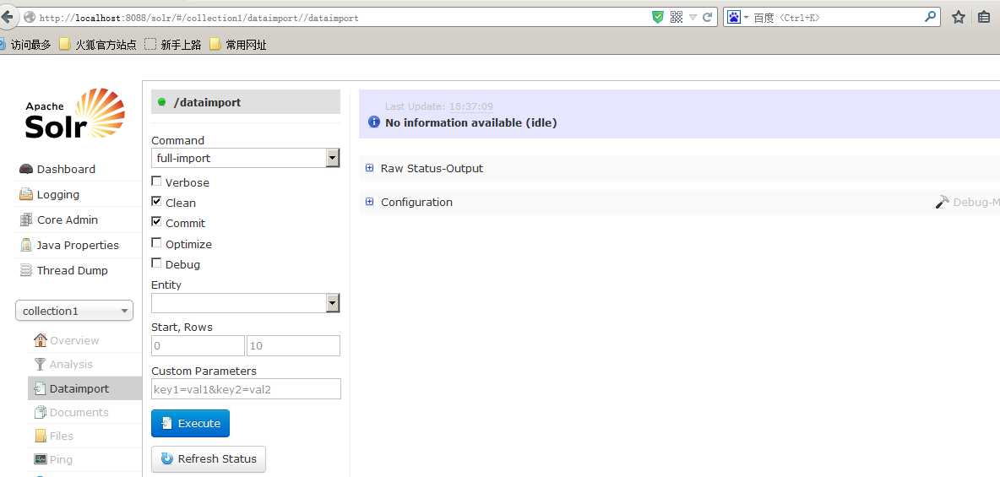 http://localhost:8088/solr/#/collection1/dataimport//dataimport
百度 <Ctrl+K>
访问最多 火狐官方站点 新手上路 常用网址
Apache
Solr
Dashboard
Logging
Core Admin
Java Properties
Thread Dump
collection1
Overview
Analysis
Dataimport
Documents
Files
Ping
/dataimport
Command
full-import
Verbose
Clean
Commit
Optimize
Debug
Entity
Start, Rows
0 10
Custom Parameters
key1=val1&key2=val2
Execute
Refresh Status
Last Update: 18:37:09
No information available (idle)
Raw Status-Output
Configuration
Debug-M